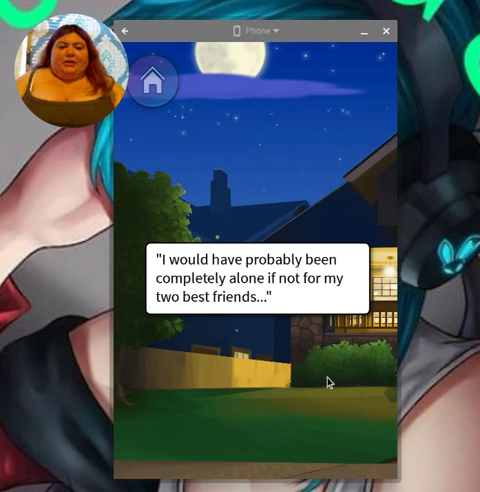 Phone
"I would have probably been
completely alone if not for my
two best friends..."